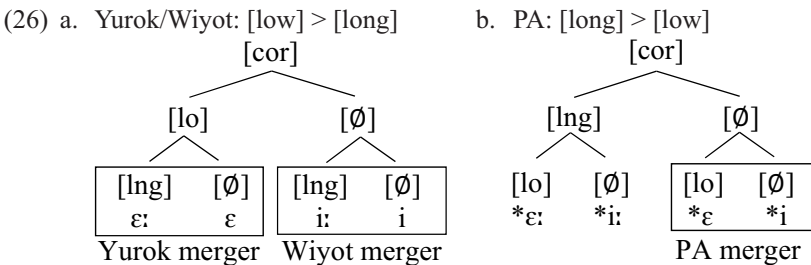 (26) a. Yurok/Wiyot: [low] > [long] b. PA: [long] > [low]
[cor] [cor]
[lo] [Ø] [lng] [Ø]
[lng] [Ø] [lng] [Ø] [lo] [Ø] [lo] [Ø]
ɛː ɛ iː i *ɛː *iː *ɛ *i
Yurok merger Wiyot merger PA merger